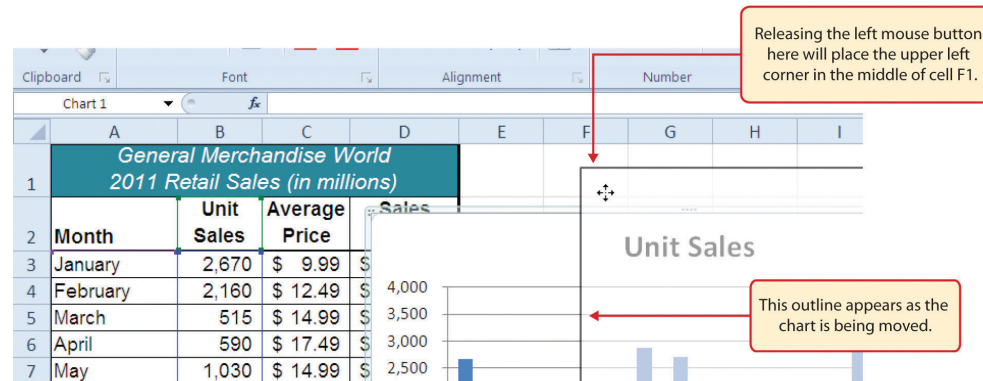 Releasing the left mouse button
here will place the upper left
corner in the middle of cell F1.
Clipboard Font Alignment Number
Chart 1 fx
A B C D E F G H I
1 General Merchandise World
2011 Retail Sales (in millions)
Unit Average Sales
2 Month Sales Price
Unit Sales
3 January 2,670 $ 9.99 $
4 February 2,160 $ 12.49 $ 4,000
5 March 515 $ 14.99 $ 3,500
This outline appears as the
chart is being moved.
6 April 590 $ 17.49 $ 3,000
7 May 1,030 $ 14.99 $ 2,500